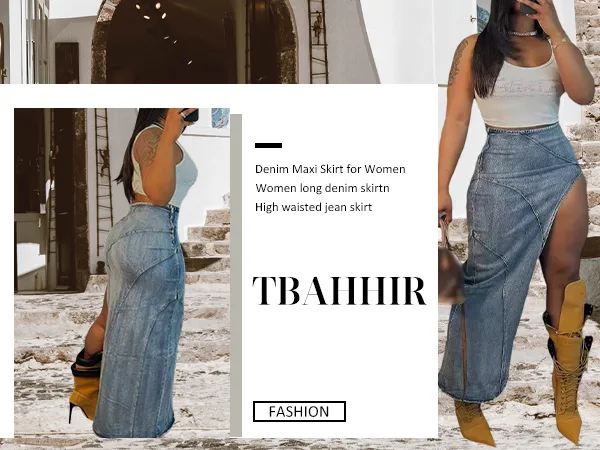 Denim Maxi Skirt for Women
Women long denim skirtn
High waisted jean skirt
TBAHHIR
FASHION